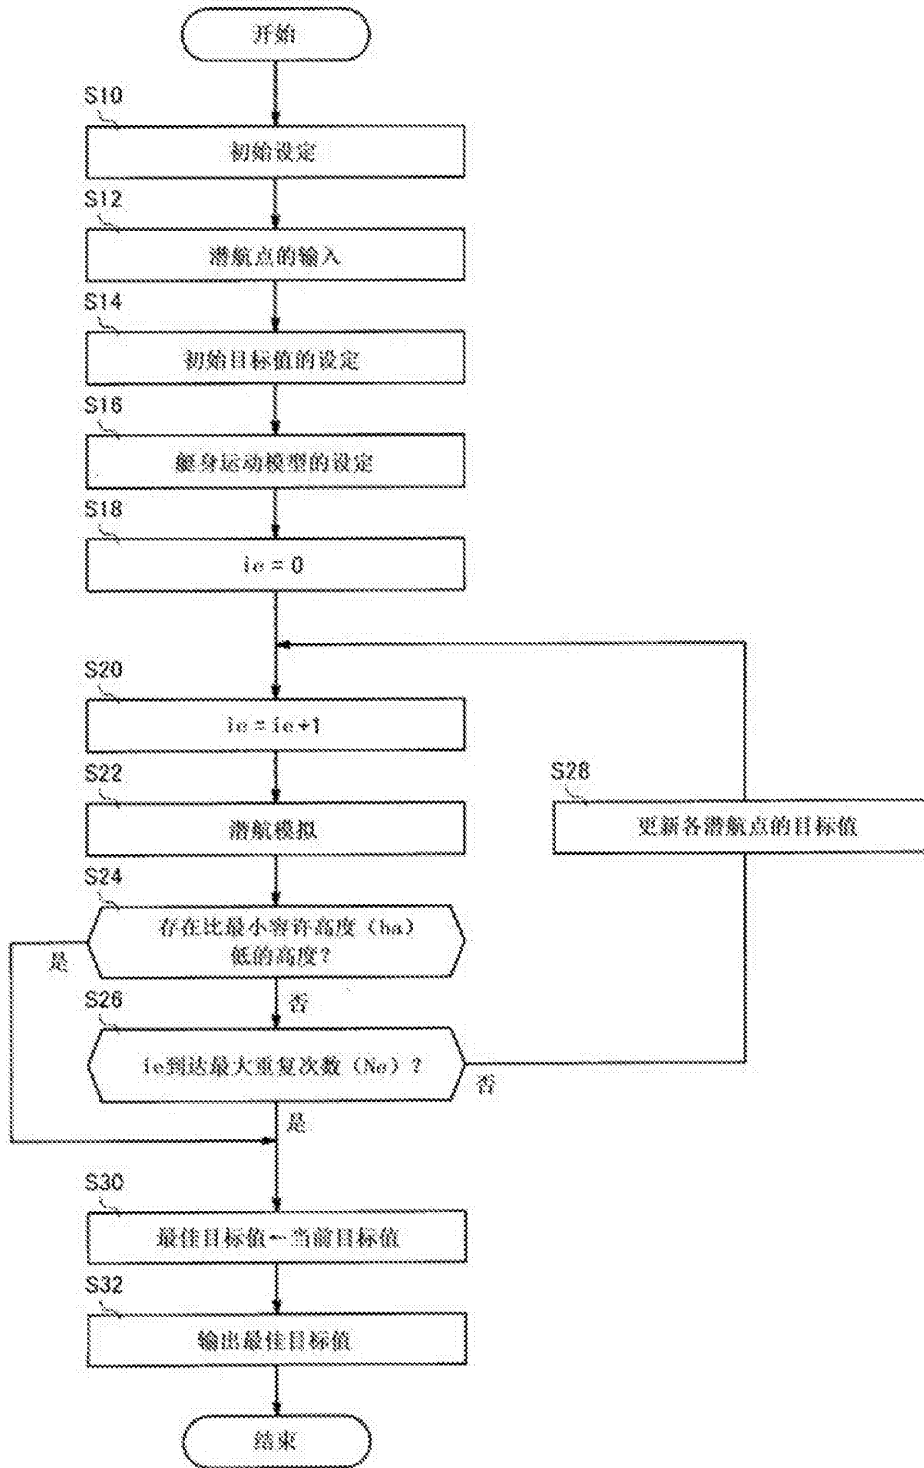 开始
S10
初始设定
S12
潜航点的输入
S14
初始目标值的设定
S16
艇身运动模型的设定
S18
ie = 0
S20
ie = ie+1
S22
潜航模拟
S28
更新各潜航点的目标值
S24
存在比最小容许高度（ha）
低的高度？
是
否
S26
ie到达最大重复次数（Ne）？
否
是
S30
最佳目标值←当前目标值
S32
输出最佳目标值
结束